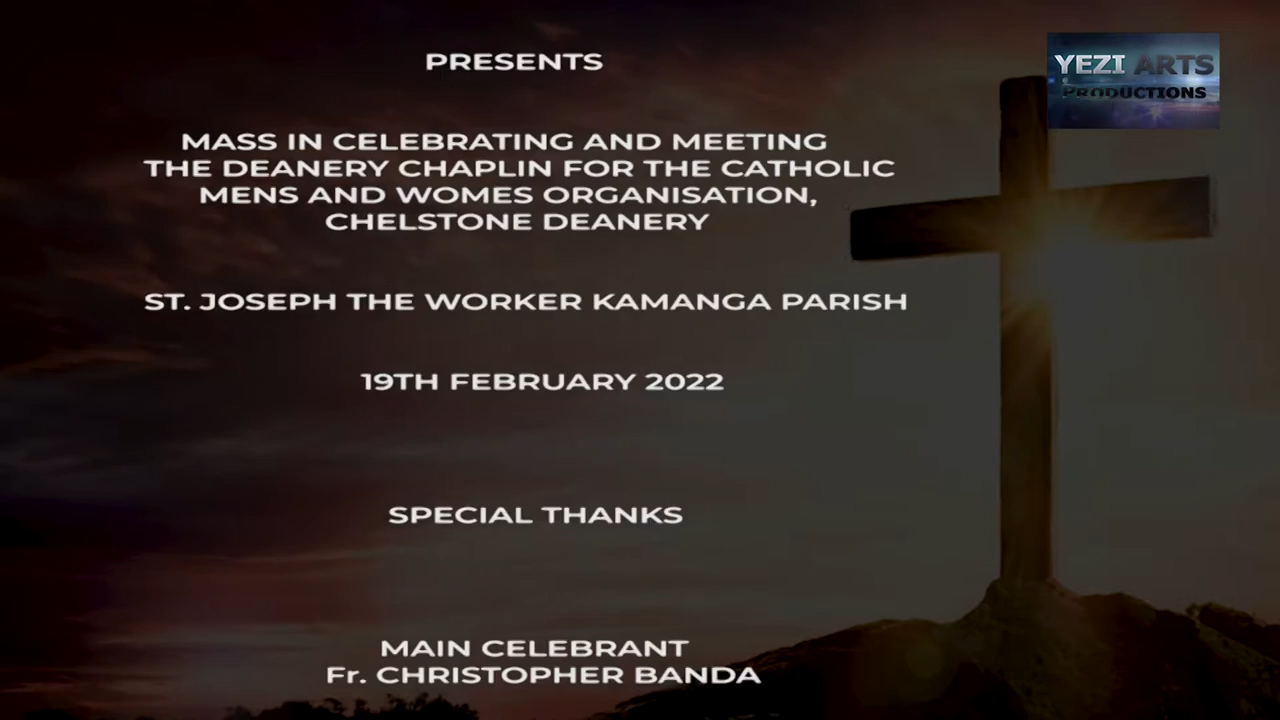 PRESENTS
YEZI ARTS
PRODUCTIONS
MASS IN CELEBRATING AND MEETING
THE DEANERY CHAPLIN FOR THE CATHOLIC
MENS AND WOMES ORGANISATION,
CHELSTONE DEANERY
ST. JOSEPH THE WORKER KAMANGA PARISH
19TH FEBRUARY 2022
SPECIAL THANKS
MAIN CELEBRANT
Fr. CHRISTOPHER BANDA